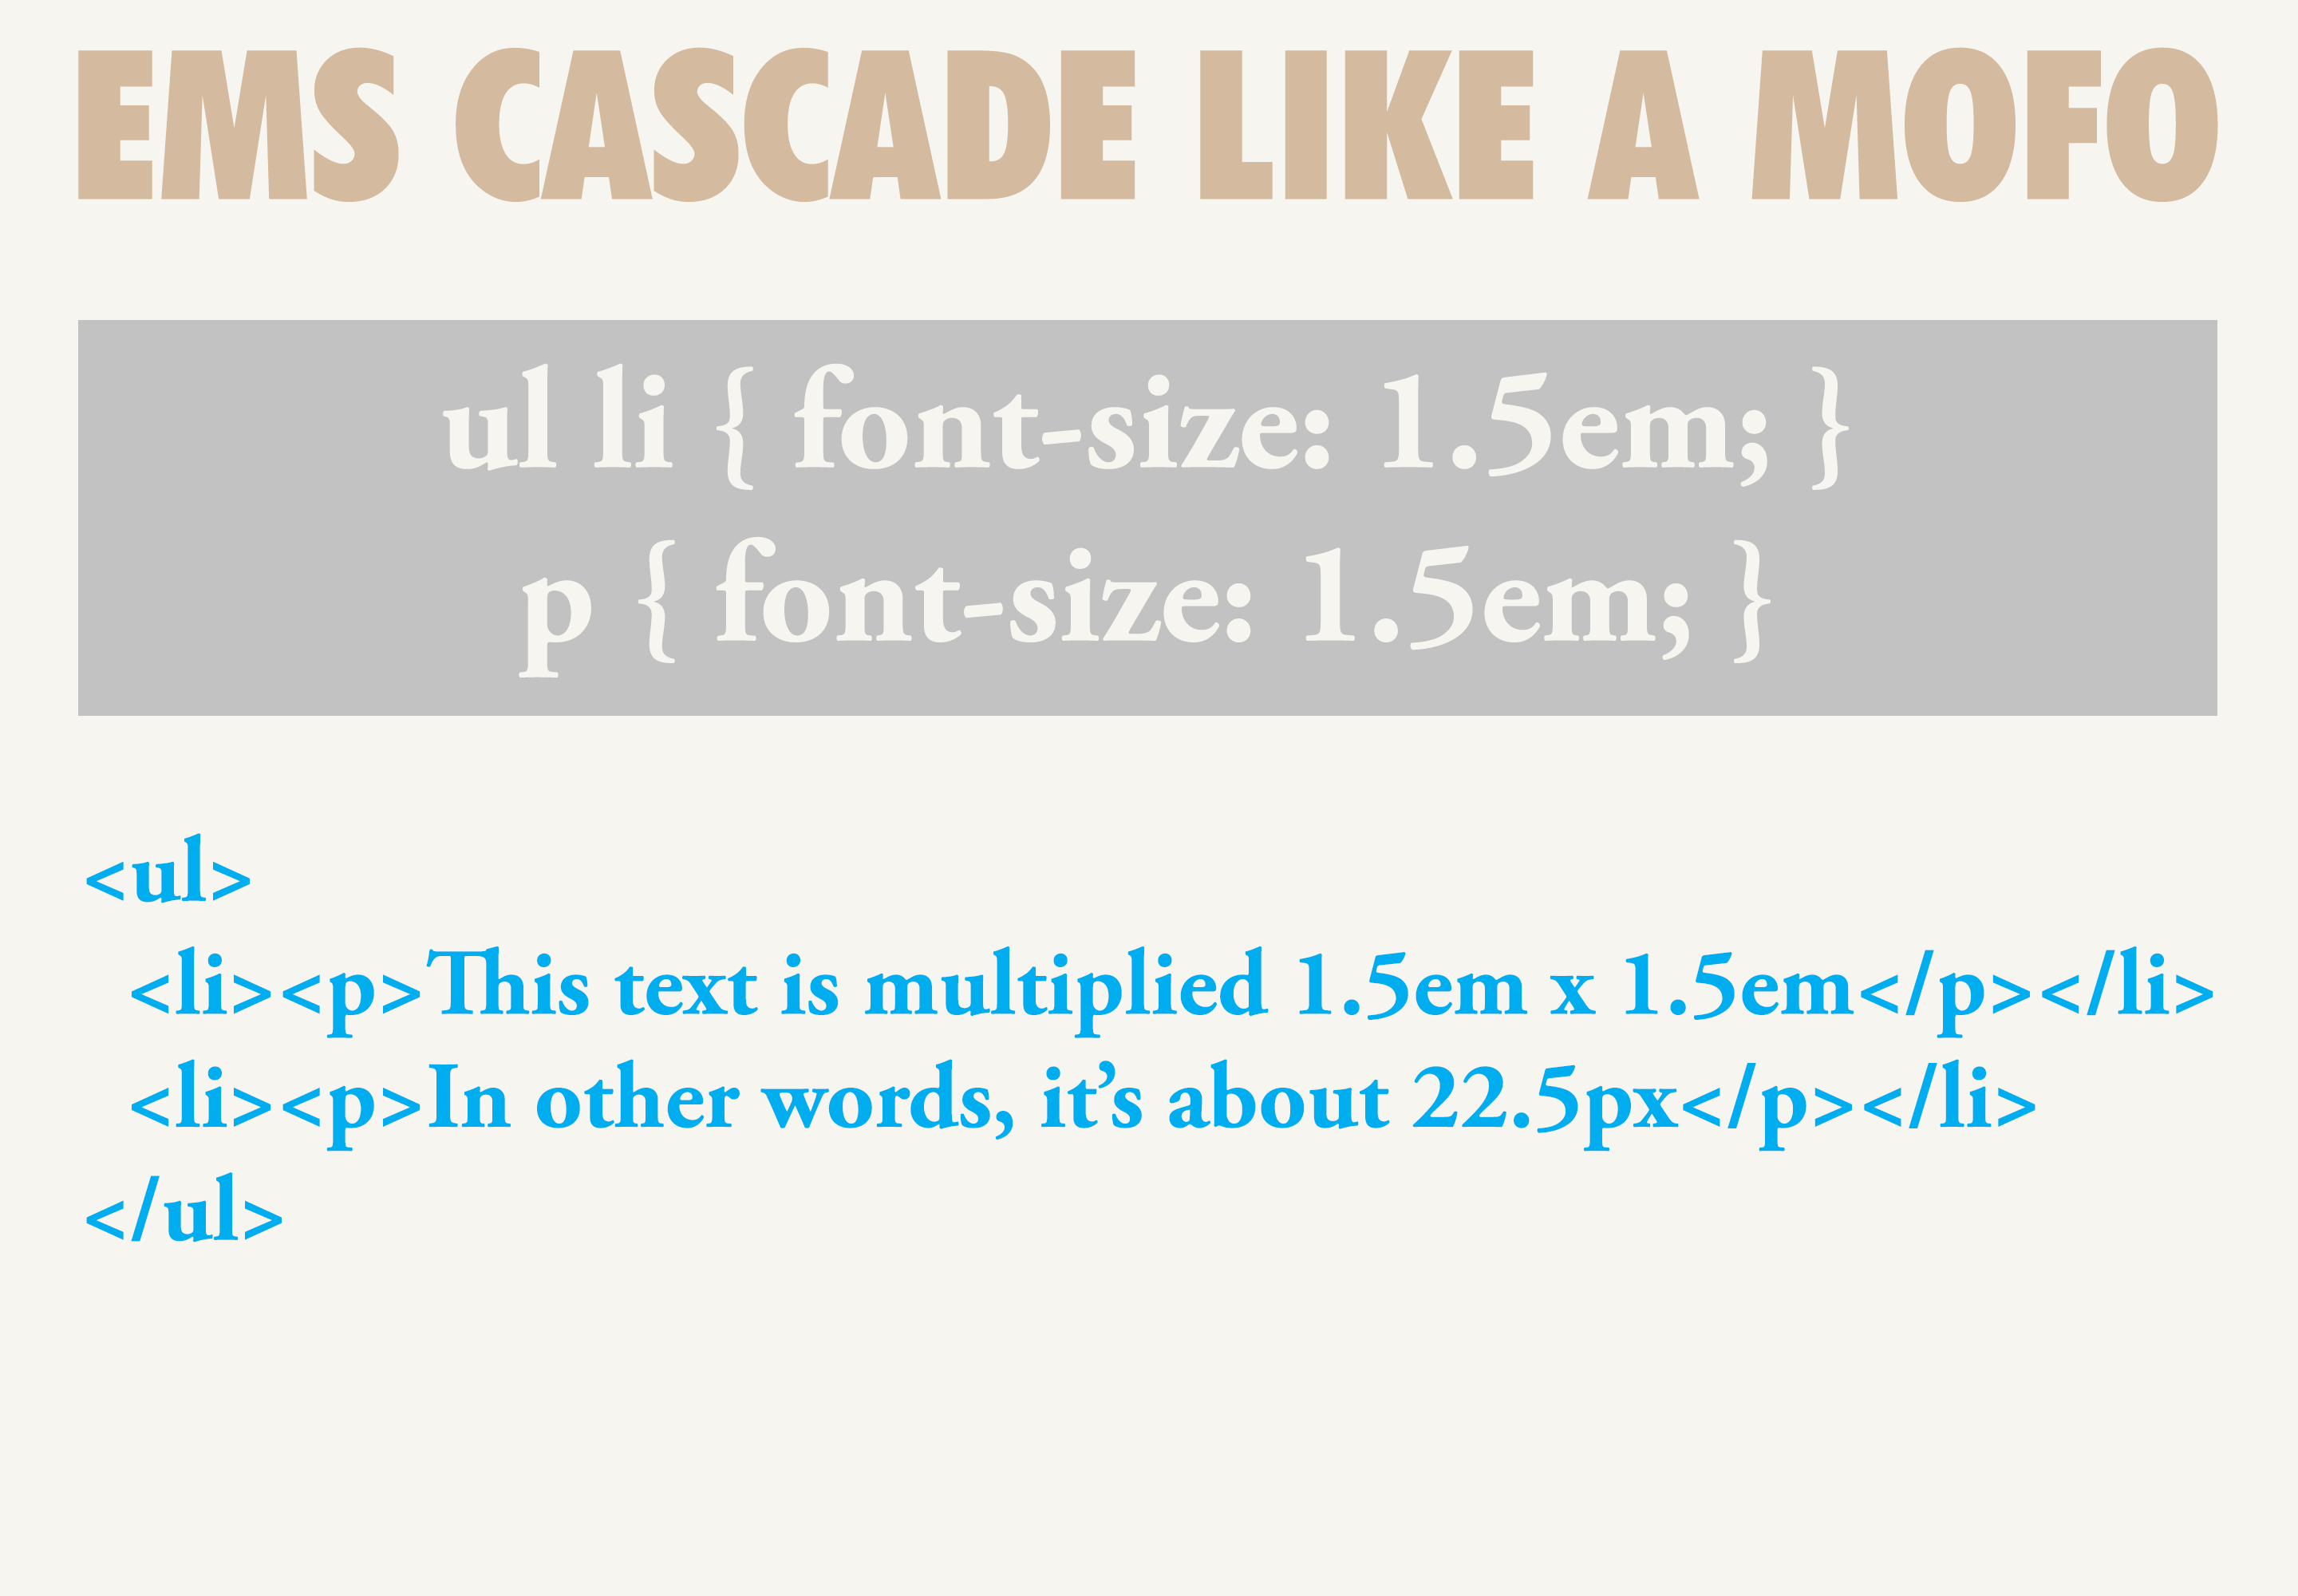 EMS CASCADE LIKE A MOFO
ul li { font-size: 1.5em; }
p { font-size: 1.5em; }
<ul>
<li><p>This text is multiplied 1.5em x 1.5em</p></li>
<li><p>In other words, it’s about 22.5px</p></li>
</ul>